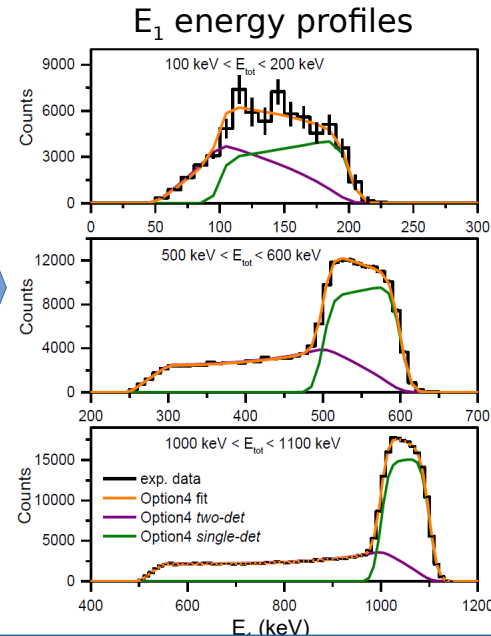 E₁ energy profiles
100 keV < E_tot < 200 keV
Counts
9000
6000
3000
0
0 50 100 150 200 250 300
500 keV < E_tot < 600 keV
Counts
12000
8000
4000
0
200 300 400 500 600 700
1000 keV < E_tot < 1100 keV
Counts
15000
10000
5000
0
exp. data
Option4 fit
Option4 two-det
Option4 single-det
400 600 800 1000 1200
E₁ (keV)